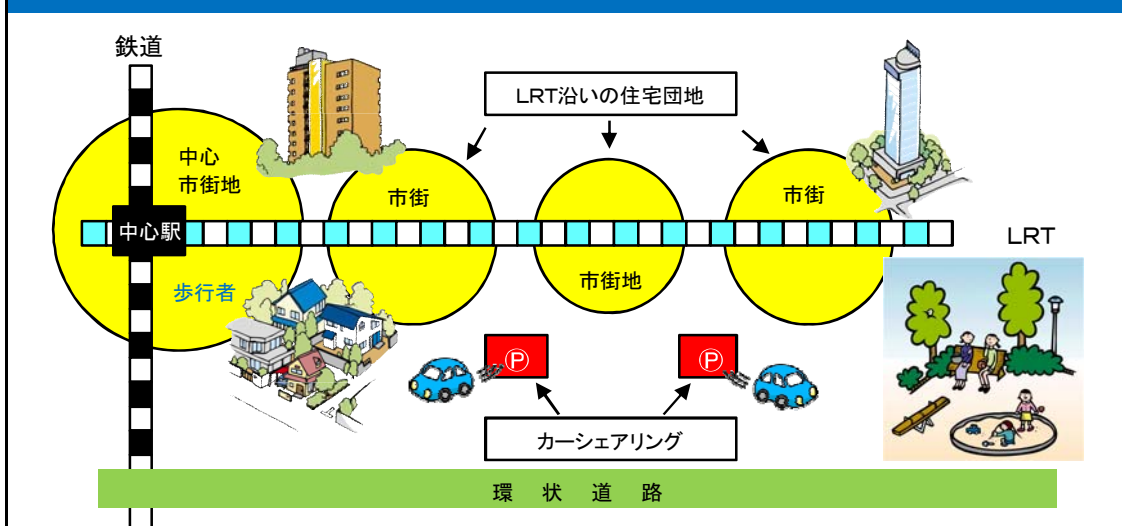 鉄道
LRT沿いの住宅団地
中心
市街地
市街
市街
中心駅
LRT
市街地
歩行者
Ⓟ
Ⓟ
カーシェアリング
環状道路